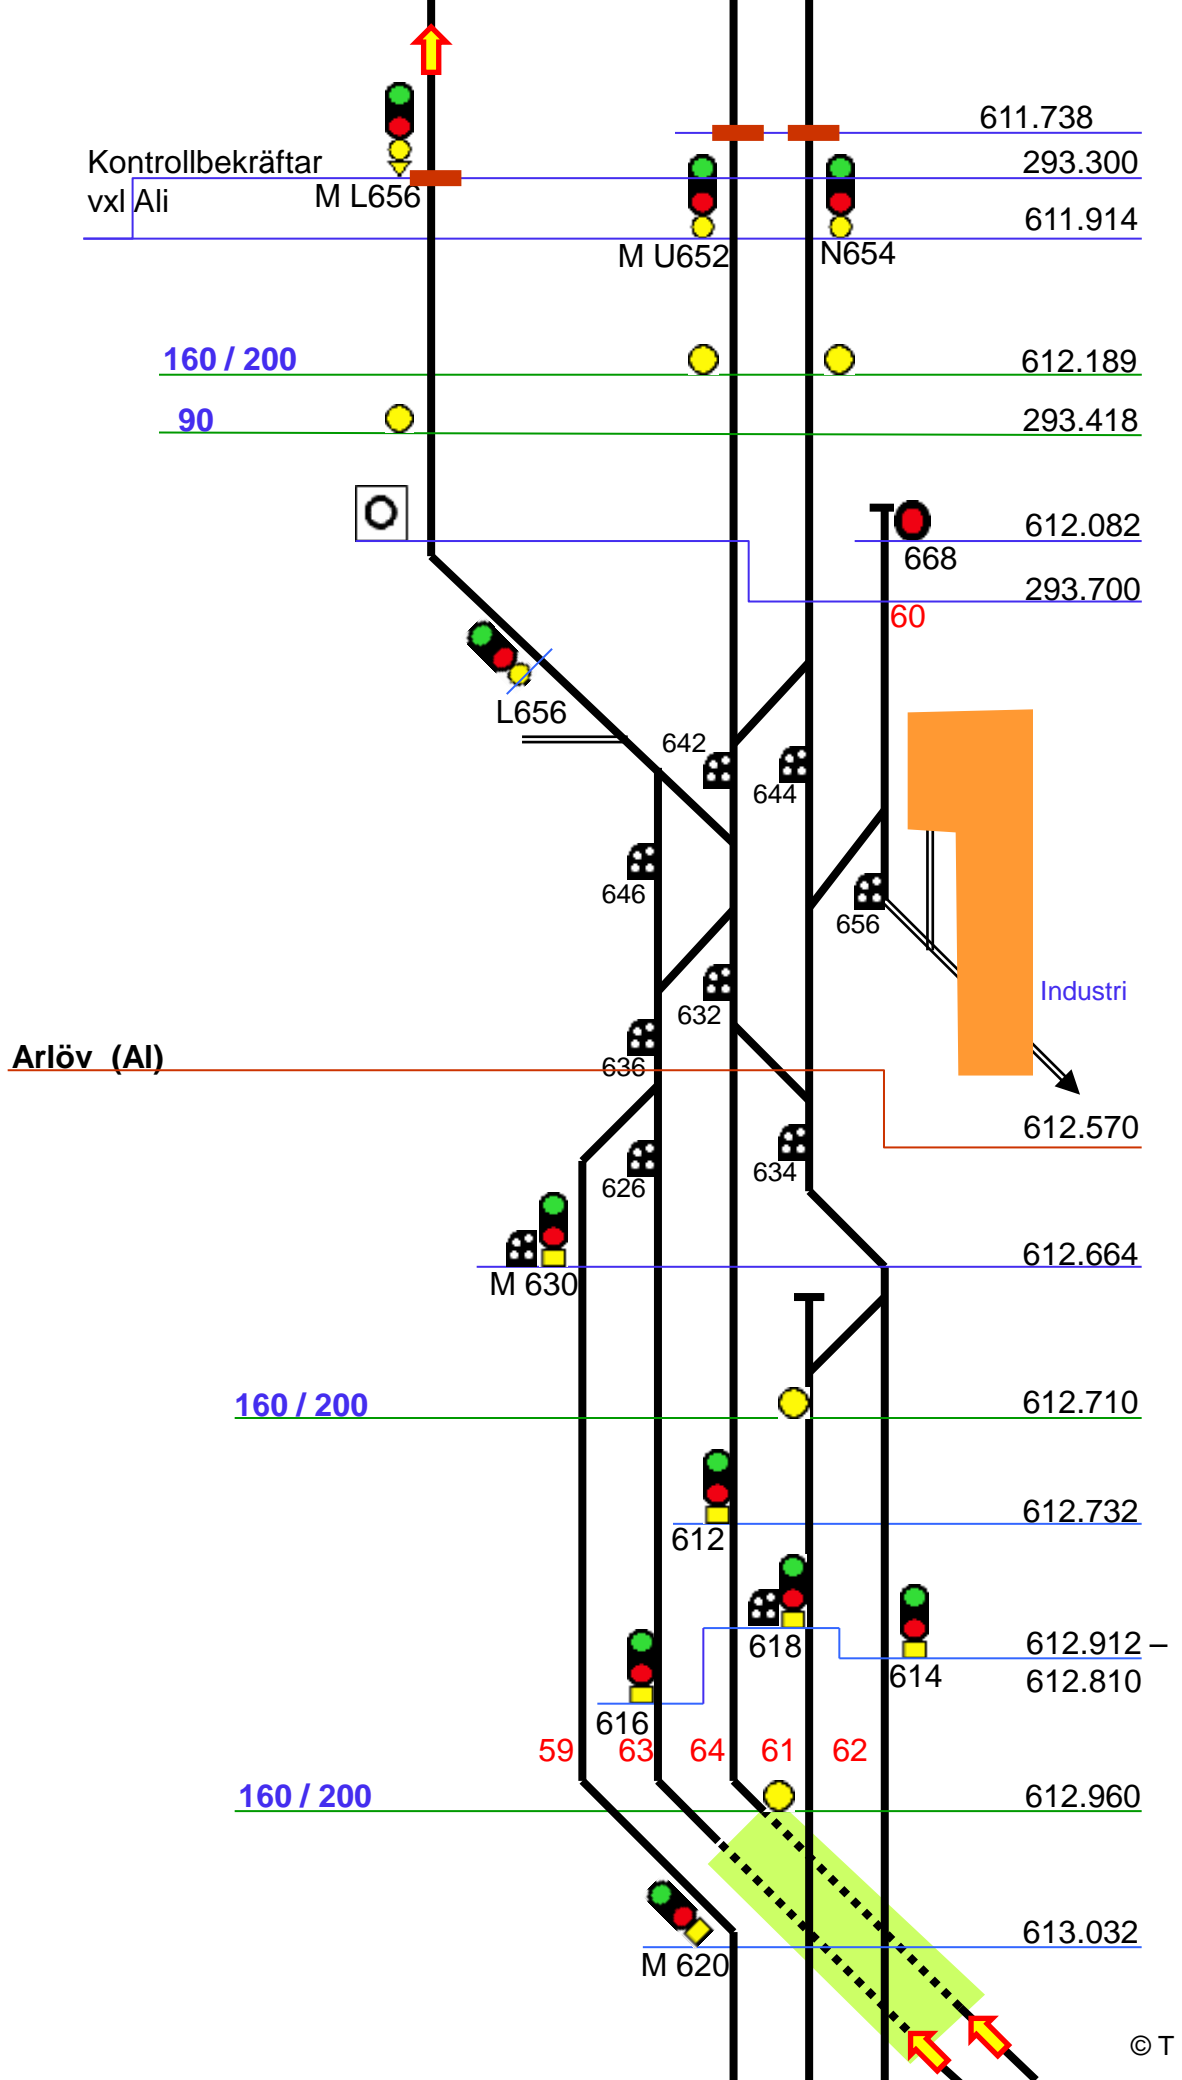 611.738
Kontrollbekräftar
293.300
vxl Ali
M L656
611.914
M U652
N654
160 / 200
612.189
90
293.418
612.082
668
293.700
60
L656
642
644
646
656
Industri
632
Arlöv (Al)
636
612.570
634
626
612.664
M 630
160 / 200
612.710
612.732
612
618
612.912 –
614
612.810
616
59
63
64
61
62
160 / 200
612.960
613.032
M 620
© T